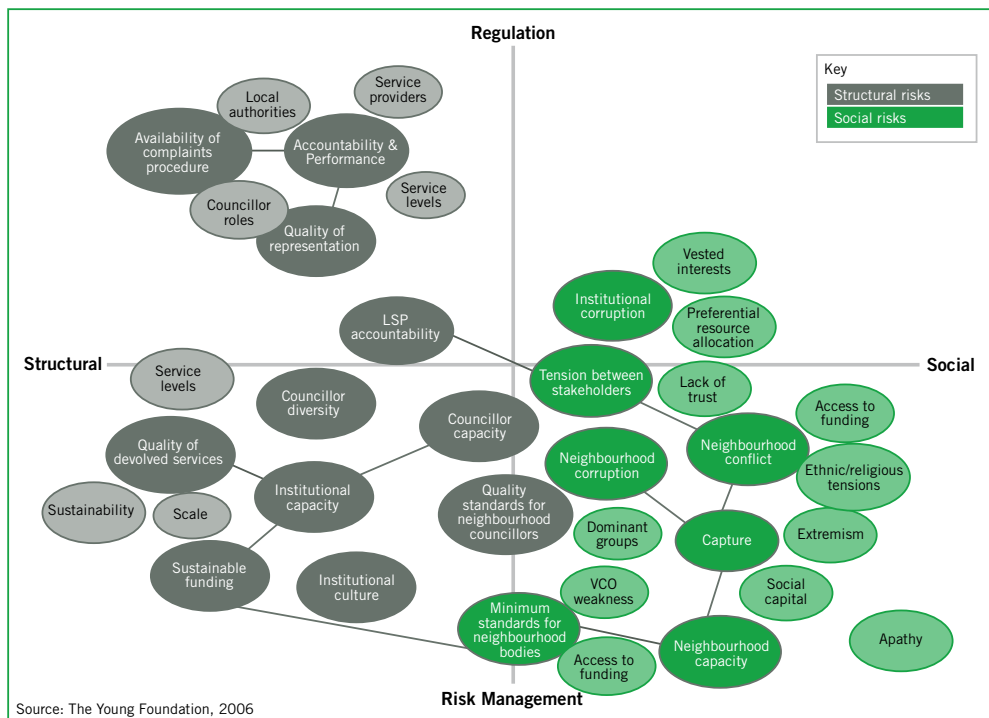 Regulation
Key
Structural risks
Social risks
Service
providers
Local
authorities
Availability of
complaints
procedure
Accountability &
Performance
Service
levels
Councillor
roles
Quality of
representation
Vested
interests
Institutional
corruption
Preferential
resource
allocation
LSP
accountability
Structural
Social
Service
levels
Tension between
stakeholders
Lack of
trust
Councillor
diversity
Councillor
capacity
Access to
funding
Quality of
devolved services
Neighbourhood
corruption
Neighbourhood
conflict
Ethnic/religious
tensions
Institutional
capacity
Quality
standards for
neighbourhood
councillors
Sustainability
Scale
Dominant
groups
Capture
Extremism
Sustainable
funding
Institutional
culture
VCO
weakness
Social
capital
Minimum
standards for
neighbourhood
bodies
Access to
funding
Neighbourhood
capacity
Apathy
Risk Management
Source: The Young Foundation, 2006